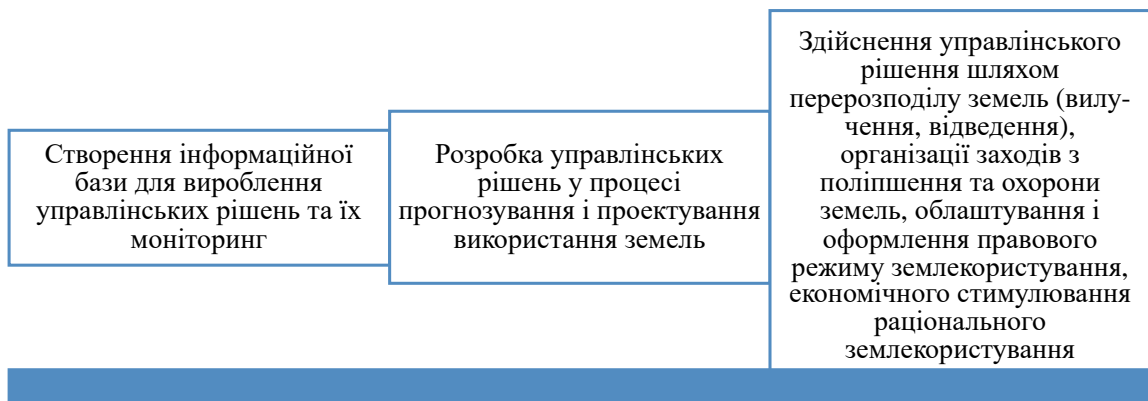 Створення інформаційної
бази для вироблення
управлінських рішень та їх
моніторинг
Розробка управлінських
рішень у процесі
прогнозування і проектування
використання земель
Здійснення управлінського
рішення шляхом
перерозподілу земель (вилу-
чення, відведення),
організації заходів з
поліпшення та охорони
земель, облаштування і
оформлення правового
режиму землекористування,
економічного стимулювання
раціонального
землекористування